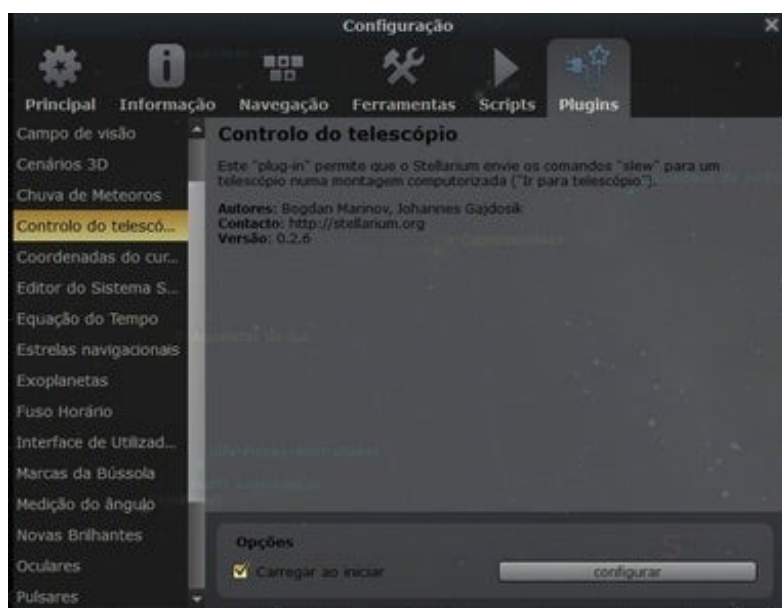 Configuração
Principal Informação Navegação Ferramentas Scripts Plugins
Campo de visão
Cenários 3D
Chuva de Meteoros
Controlo do telescó...
Coordenadas do cur...
Editor do Sistema S...
Equação do Tempo
Estrelas navigacionais
Exoplanetas
Fuso Horário
Interface de Utilizad...
Marcas da Bússola
Medição do ângulo
Novas Brilhantes
Oculares
Pulsares
Controlo do telescópio
Este "plug-in" permite que o Stellarium envie os comandos "slew" para um
telescópio numa montagem computorizada ("Ir para telescópio").
Autores: Bogdan Marinov, Johannes Gajdosik
Contacto: http://stellarium.org
Versão: 0.2.6
Opções
Carregar ao iniciar
configurar
S